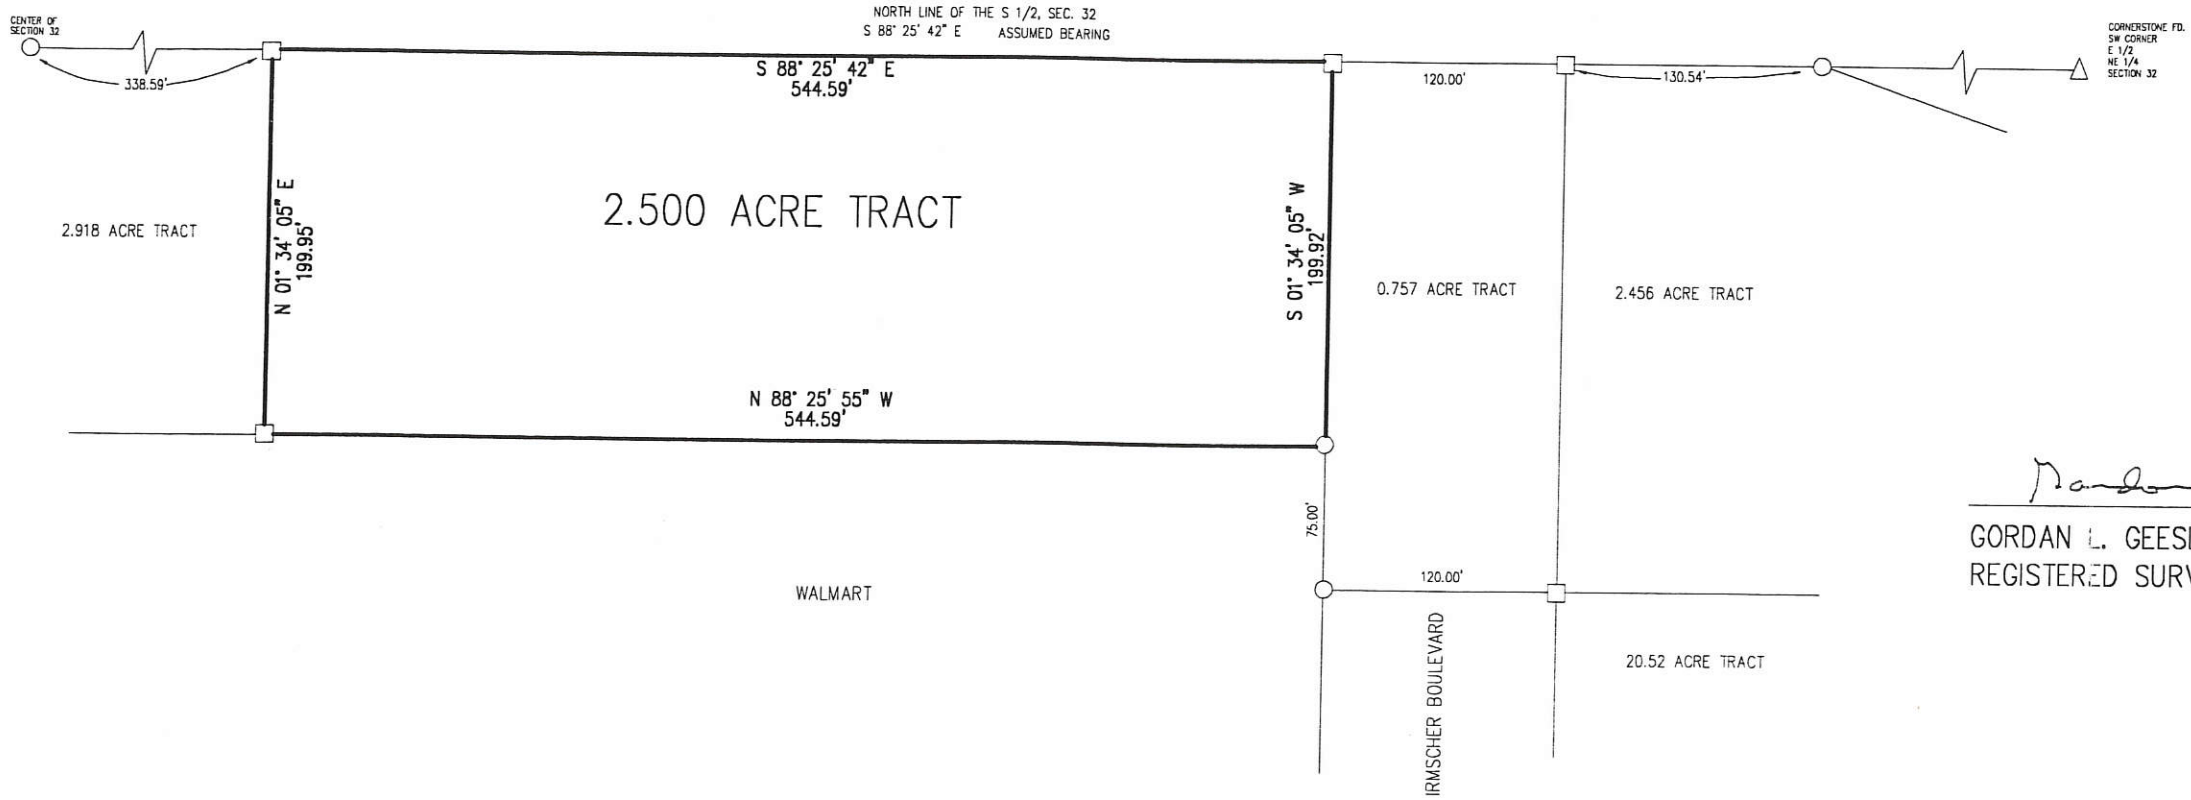 NORTH LINE OF THE S 1/2, SEC. 32
S 88° 25' 42" E ASSUMED BEARING
CENTER OF
SECTION 32
CORNERSTONE FD.
SW CORNER
E 1/2
NE 1/4
SECTION 32
338.59'
S 88° 25' 42" E
544.59'
120.00'
130.54'
2.918 ACRE TRACT
N 01° 34' 05" E
199.95'
2.500 ACRE TRACT
S 01° 34' 05" W
199.92'
0.757 ACRE TRACT
2.456 ACRE TRACT
N 88° 25' 55" W
544.59'
75.00'
GORDAN L.
REGISTERED
120.00'
WALMART
IRMSCHER BOULEVARD
20.52 ACRE TRACT